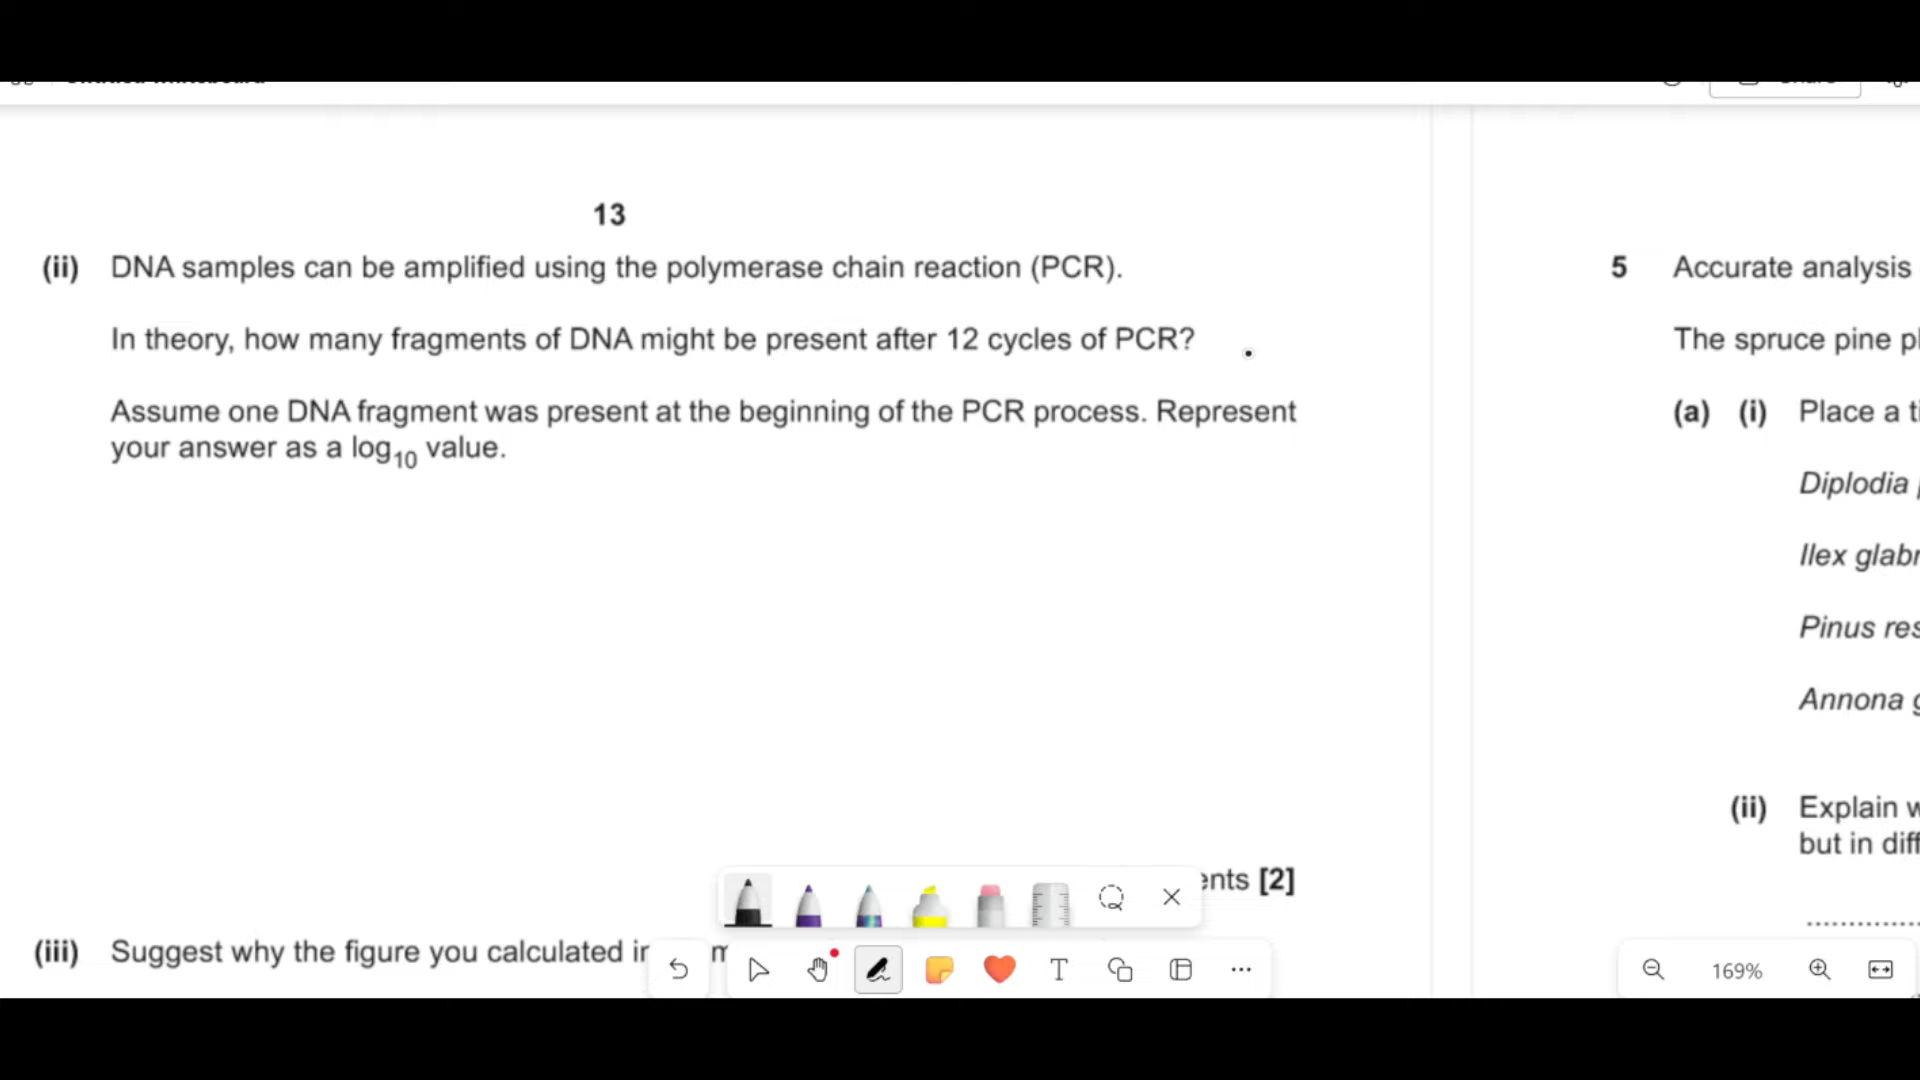 13
(ii) DNA samples can be amplified using the polymerase chain reaction (PCR).
In theory, how many fragments of DNA might be present after 12 cycles of PCR?
Assume one DNA fragment was present at the beginning of the PCR process. Represent
your answer as a log10 value.
ents [2]
(iii) Suggest why the figure you calculated in
5 Accurate analysis
The spruce pine pl
(a) (i) Place a ti
Diplodia p
Ilex glabr
Pinus res
Annona g
(ii) Explain w
but in diff
T
169%